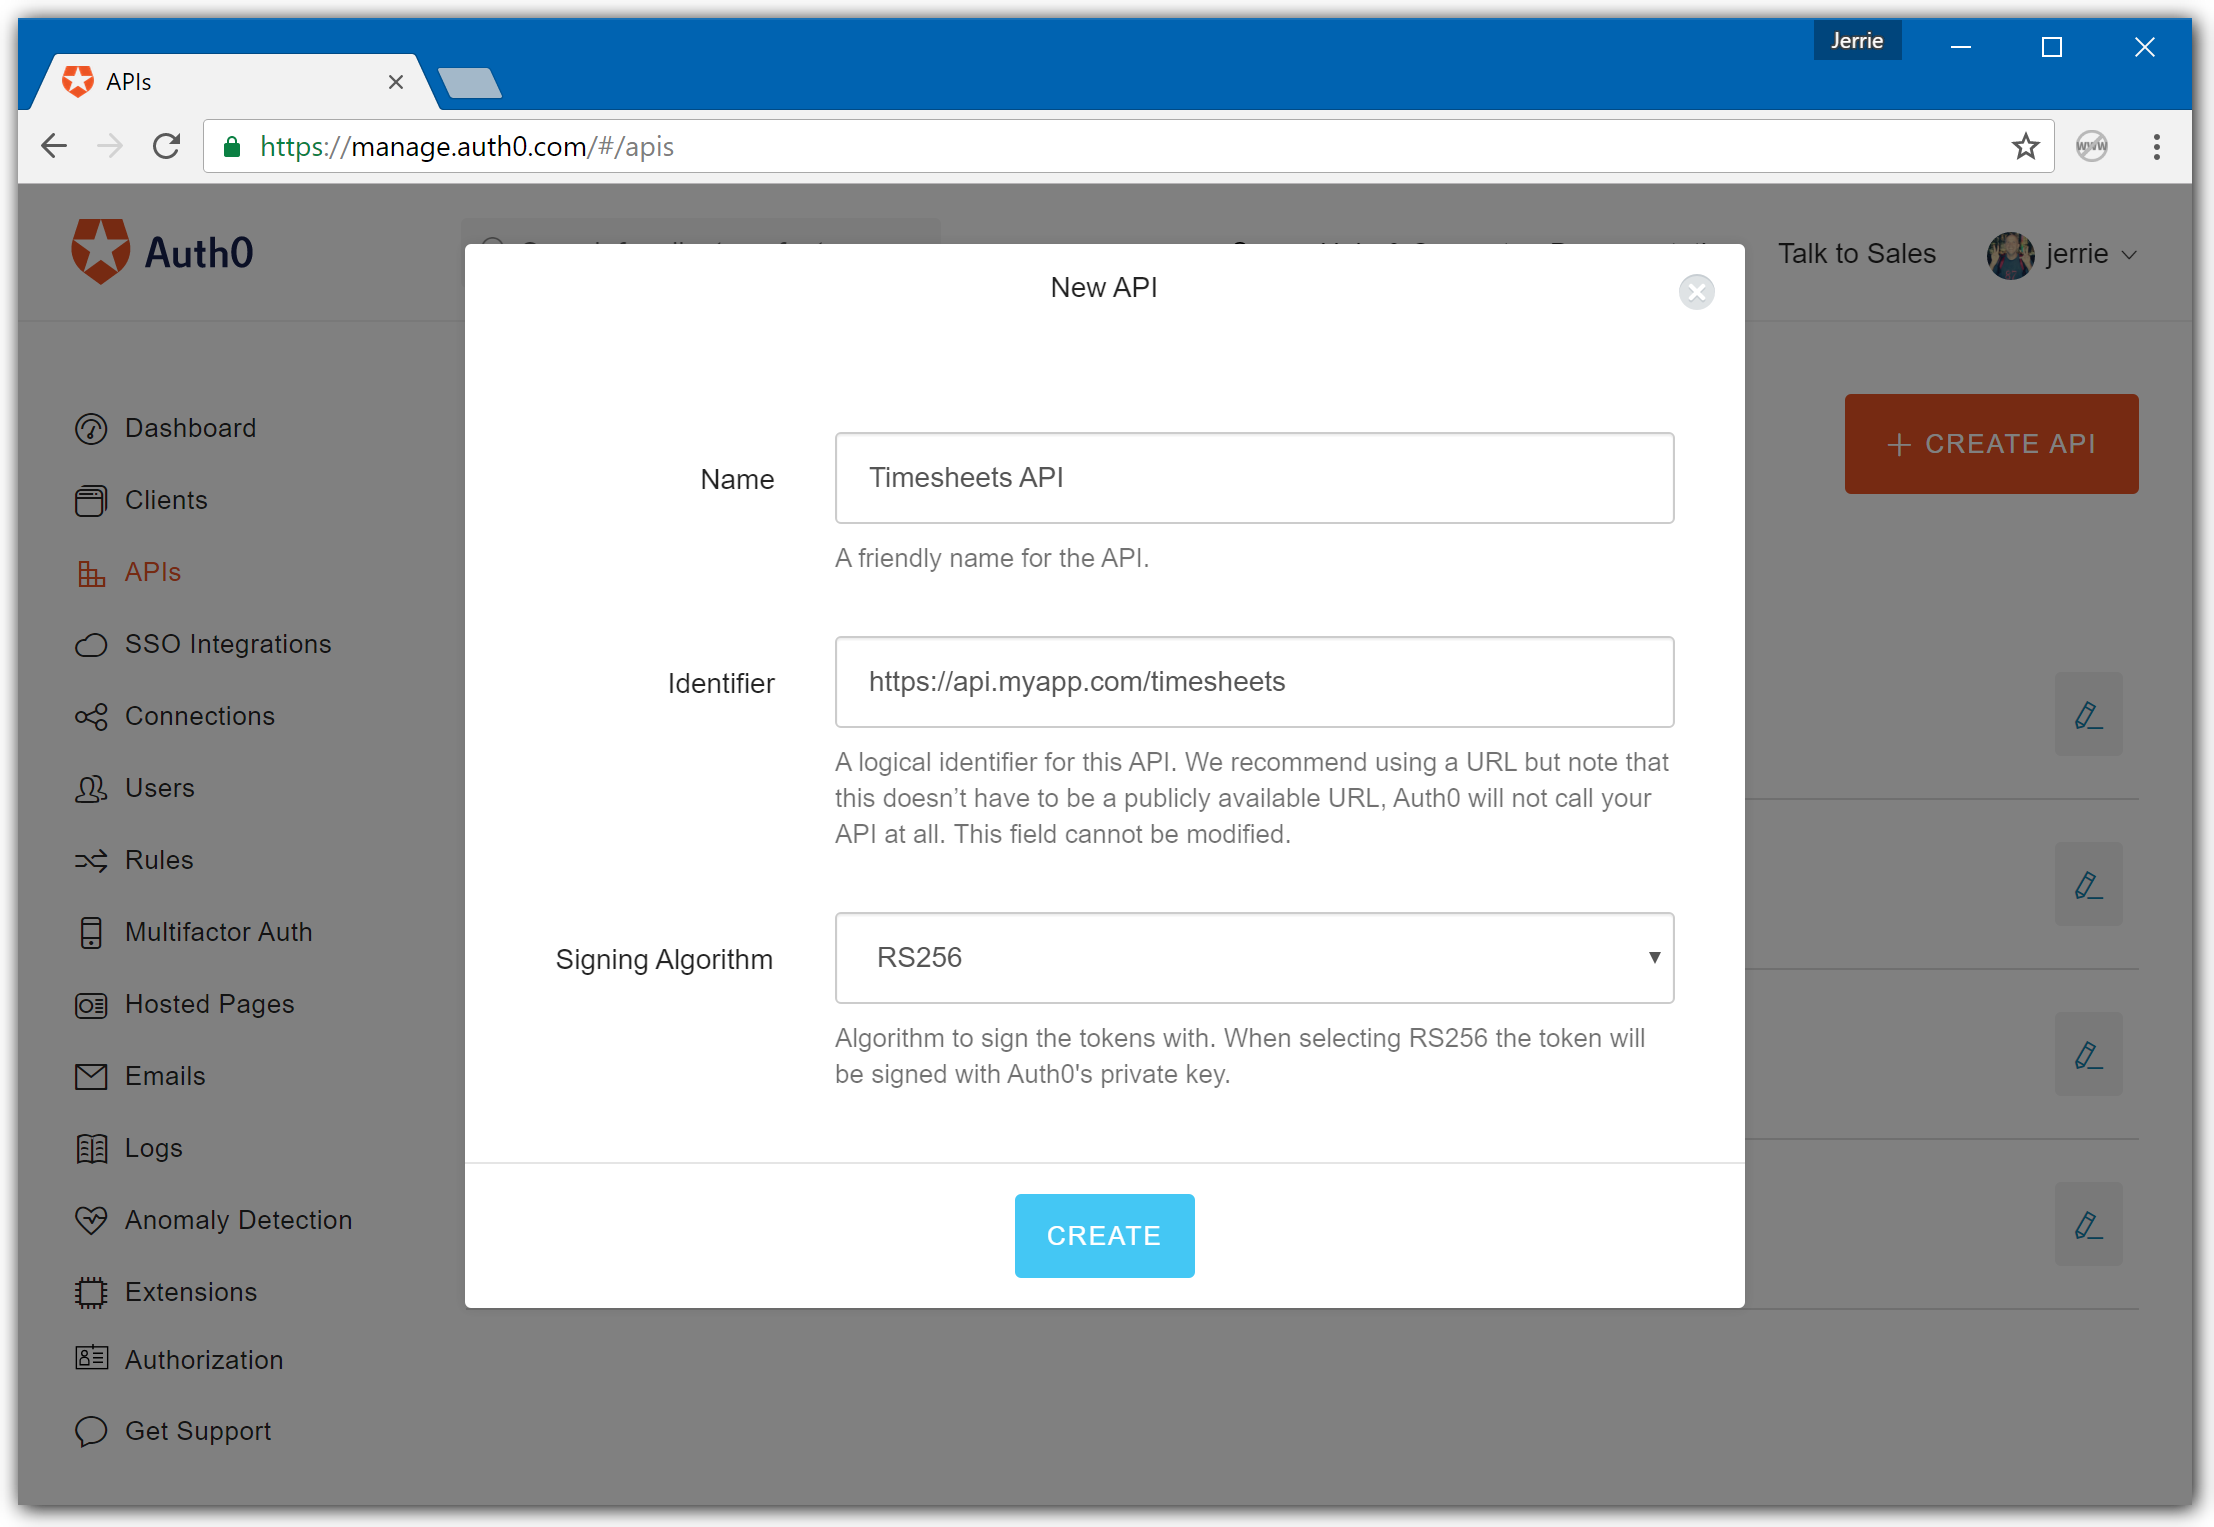 Jerrie
APIs
https://manage.auth0.com/#/apis
www
Auth0
Talk to Sales
jerrie
New API
Dashboard
Clients
APIs
SSO Integrations
Connections
Users
Rules
Multifactor Auth
Hosted Pages
Emails
Logs
Anomaly Detection
Extensions
Authorization
Get Support
+ CREATE API
Name
Timesheets API
A friendly name for the API.
Identifier
https://api.myapp.com/timesheets
A logical identifier for this API. We recommend using a URL but note that
this doesn’t have to be a publicly available URL, Auth0 will not call your
API at all. This field cannot be modified.
Signing Algorithm
RS256
Algorithm to sign the tokens with. When selecting RS256 the token will
be signed with Auth0's private key.
CREATE